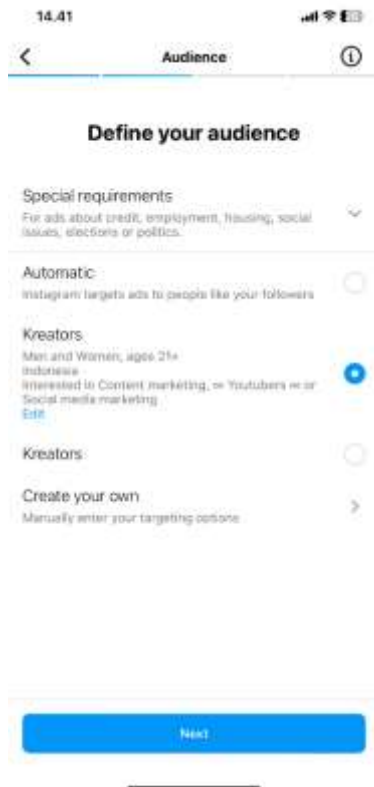 14.41
Audience
Define your audience
Special requirements
For ads about credit, employment, housing, social
issues, elections or politics.
Automatic
Instagram targets ads to people like your followers
Kreators
Men and Women, ages 21+
Indonesia
Interested in Content marketing, ∞ Youtubers ∞ or
Social media marketing
Edit
Kreators
Create your own
Manually enter your targeting options
Next